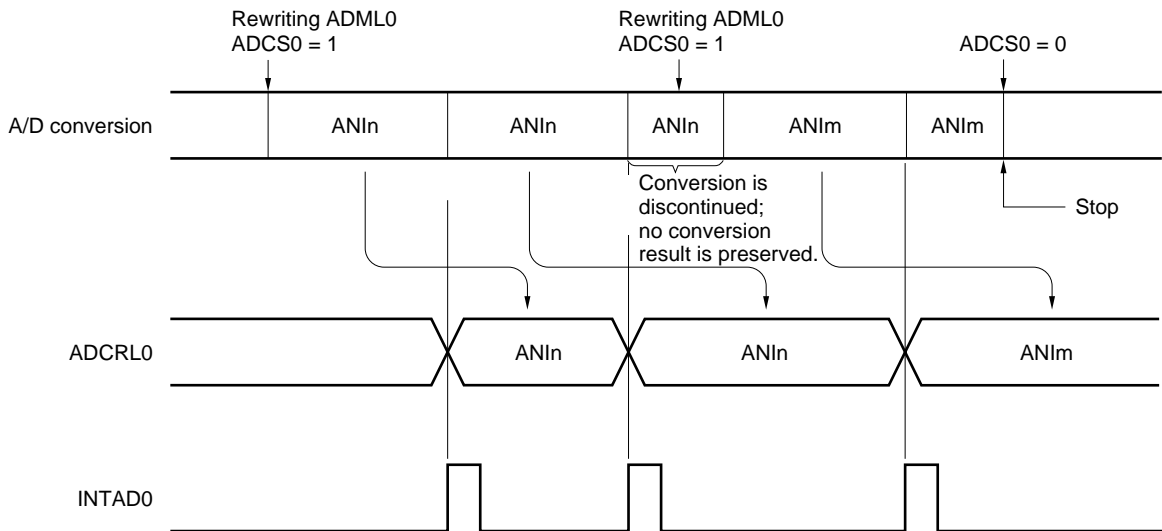 Rewriting ADML0
ADCS0 = 1
Rewriting ADML0
ADCS0 = 1
ADCS0 = 0
A/D conversion
ANIn
ANIn
ANIn
ANIm
ANIm
Conversion is
discontinued;
no conversion
result is preserved.
Stop
ADCRL0
ANIn
ANIn
ANIm
INTAD0